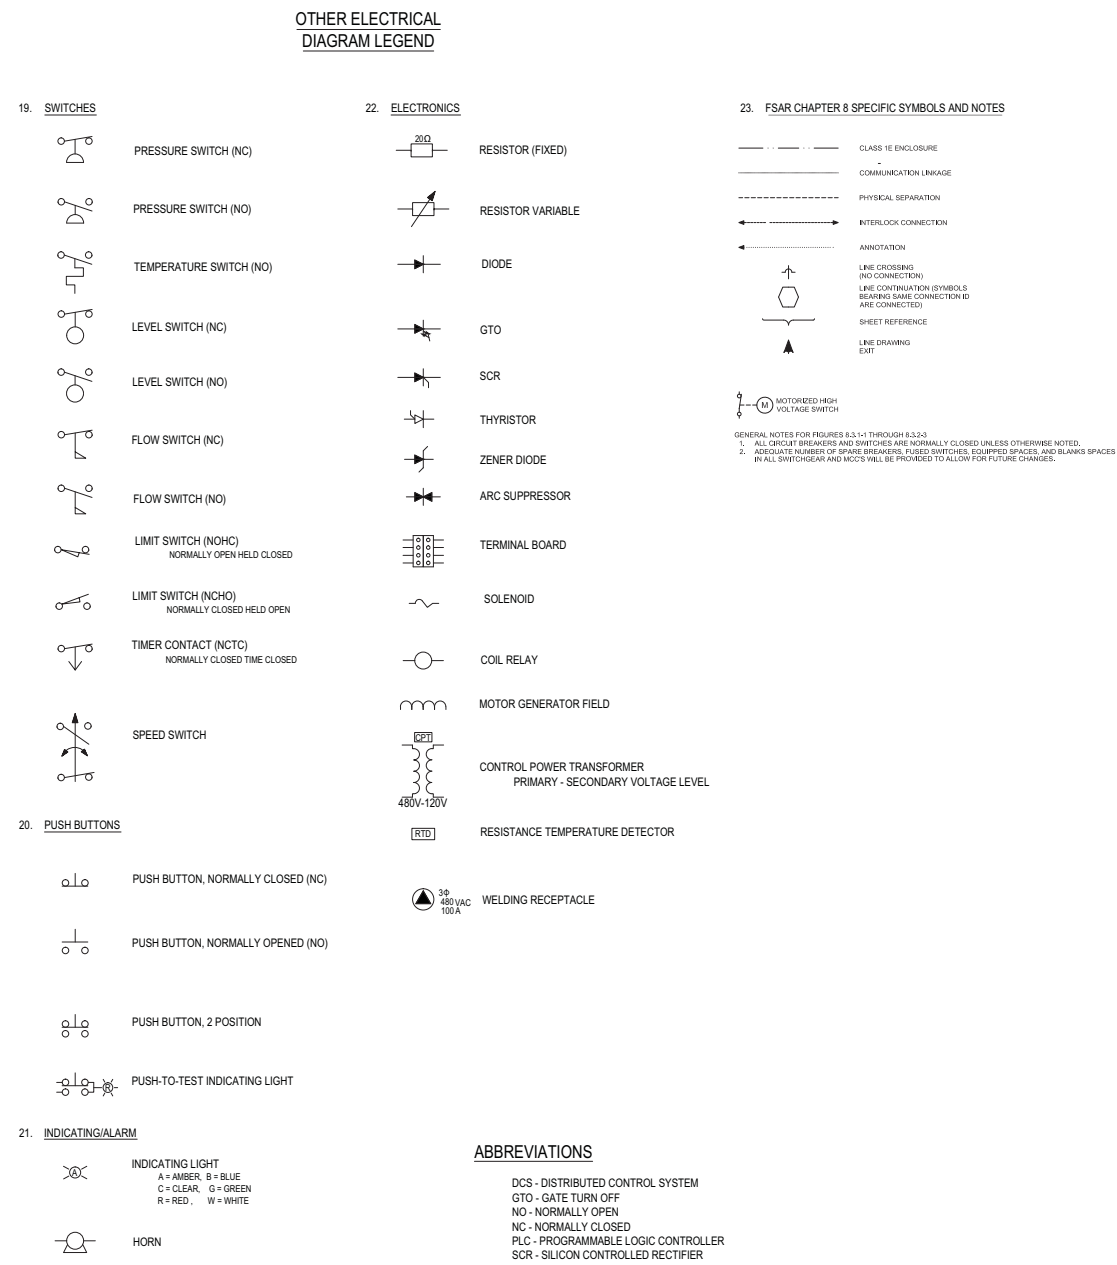 OTHER ELECTRICAL
DIAGRAM LEGEND
19. SWITCHES
PRESSURE SWITCH (NC)
PRESSURE SWITCH (NO)
TEMPERATURE SWITCH (NO)
LEVEL SWITCH (NC)
LEVEL SWITCH (NO)
FLOW SWITCH (NC)
FLOW SWITCH (NO)
LIMIT SWITCH (NOHC)
NORMALLY OPEN HELD CLOSED
LIMIT SWITCH (NCHO)
NORMALLY CLOSED HELD OPEN
TIMER CONTACT (NCTC)
NORMALLY CLOSED TIME CLOSED
SPEED SWITCH
20. PUSH BUTTONS
PUSH BUTTON, NORMALLY CLOSED (NC)
PUSH BUTTON, NORMALLY OPENED (NO)
PUSH BUTTON, 2 POSITION
R
PUSH-TO-TEST INDICATING LIGHT
21. INDICATING/ALARM
A
INDICATING LIGHT
A = AMBER, B = BLUE
C = CLEAR, G = GREEN
R = RED , W = WHITE
HORN
22. ELECTRONICS
20Ω
RESISTOR (FIXED)
RESISTOR VARIABLE
DIODE
GTO
SCR
THYRISTOR
ZENER DIODE
ARC SUPPRESSOR
TERMINAL BOARD
SOLENOID
COIL RELAY
MOTOR GENERATOR FIELD
CPT
CONTROL POWER TRANSFORMER
PRIMARY - SECONDARY VOLTAGE LEVEL
480V-120V
RTD
RESISTANCE TEMPERATURE DETECTOR
3Φ
480 VAC
100 A
WELDING RECEPTACLE
23. FSAR CHAPTER 8 SPECIFIC SYMBOLS AND NOTES
CLASS 1E ENCLOSURE
-
COMMUNICATION LINKAGE
PHYSICAL SEPARATION
INTERLOCK CONNECTION
ANNOTATION
LINE CROSSING
(NO CONNECTION)
LINE CONTINUATION (SYMBOLS
BEARING SAME CONNECTION ID
ARE CONNECTED)
SHEET REFERENCE
LINE DRAWING
EXIT
M
MOTORIZED HIGH
VOLTAGE SWITCH
GENERAL NOTES FOR FIGURES 8.3.1-1 THROUGH 8.3.2-3
1. ALL CIRCUIT BREAKERS AND SWITCHES ARE NORMALLY CLOSED UNLESS OTHERWISE NOTED.
2. ADEQUATE NUMBER OF SPARE BREAKERS, FUSED SWITCHES, EQUIPPED SPACES, AND BLANKS SPACES
IN ALL SWITCHGEAR AND MCC'S WILL BE PROVIDED TO ALLOW FOR FUTURE CHANGES.
ABBREVIATIONS
DCS - DISTRIBUTED CONTROL SYSTEM
GTO - GATE TURN OFF
NO - NORMALLY OPEN
NC - NORMALLY CLOSED
PLC - PROGRAMMABLE LOGIC CONTROLLER
SCR - SILICON CONTROLLED RECTIFIER